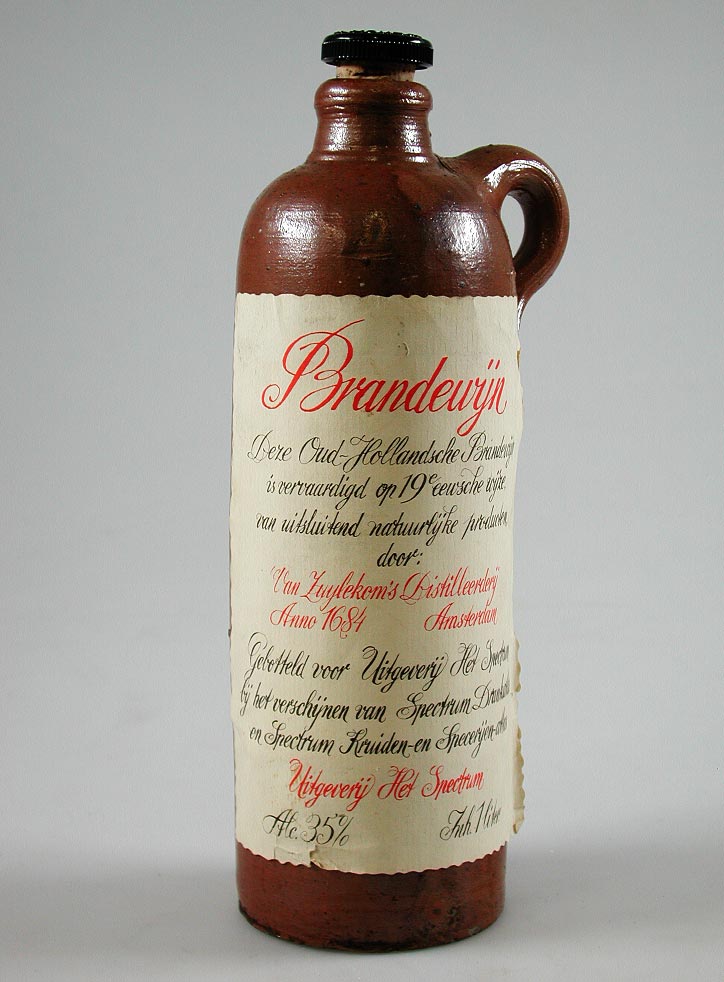 Brandewijn
Deze Oud-Hollandsche Brandewijn
is vervaardigd op 19e eeuwsche wijze
van uitsluitend natuurlijke producten
door:
Van Zuylekom's Distilleerderij
Anno 1684 Amsterdam
Gebotteld voor Uitgeverij Het Spectrum
bij het verschijnen van Spectrum
en Spectrum Kruiden-en Specerijen-atlas
Uitgeverij Het Spectrum
Alc. 35% Inh. 1 liter